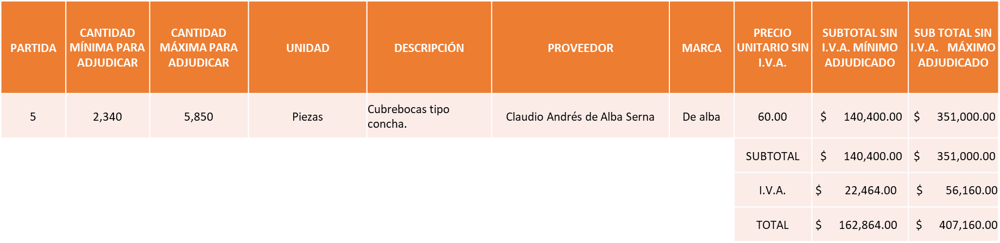 PARTIDA
CANTIDAD
MÍNIMA PARA
ADJUDICAR
CANTIDAD
MÁXIMA PARA
ADJUDICAR
UNIDAD
DESCRIPCIÓN
PROVEEDOR
MARCA
PRECIO
UNITARIO SIN
I.V.A.
SUBTOTAL SIN
I.V.A. MÍNIMO
ADJUDICADO
SUB TOTAL SIN
I.V.A. MÁXIMO
ADJUDICADO
5
2,340
5,850
Piezas
Cubrebocas tipo
concha.
Claudio Andrés de Alba Serna
De alba
60.00
$ 140,400.00
$ 351,000.00
SUBTOTAL
$ 140,400.00
$ 351,000.00
I.V.A.
$ 22,464.00
$ 56,160.00
TOTAL
$ 162,864.00
$ 407,160.00